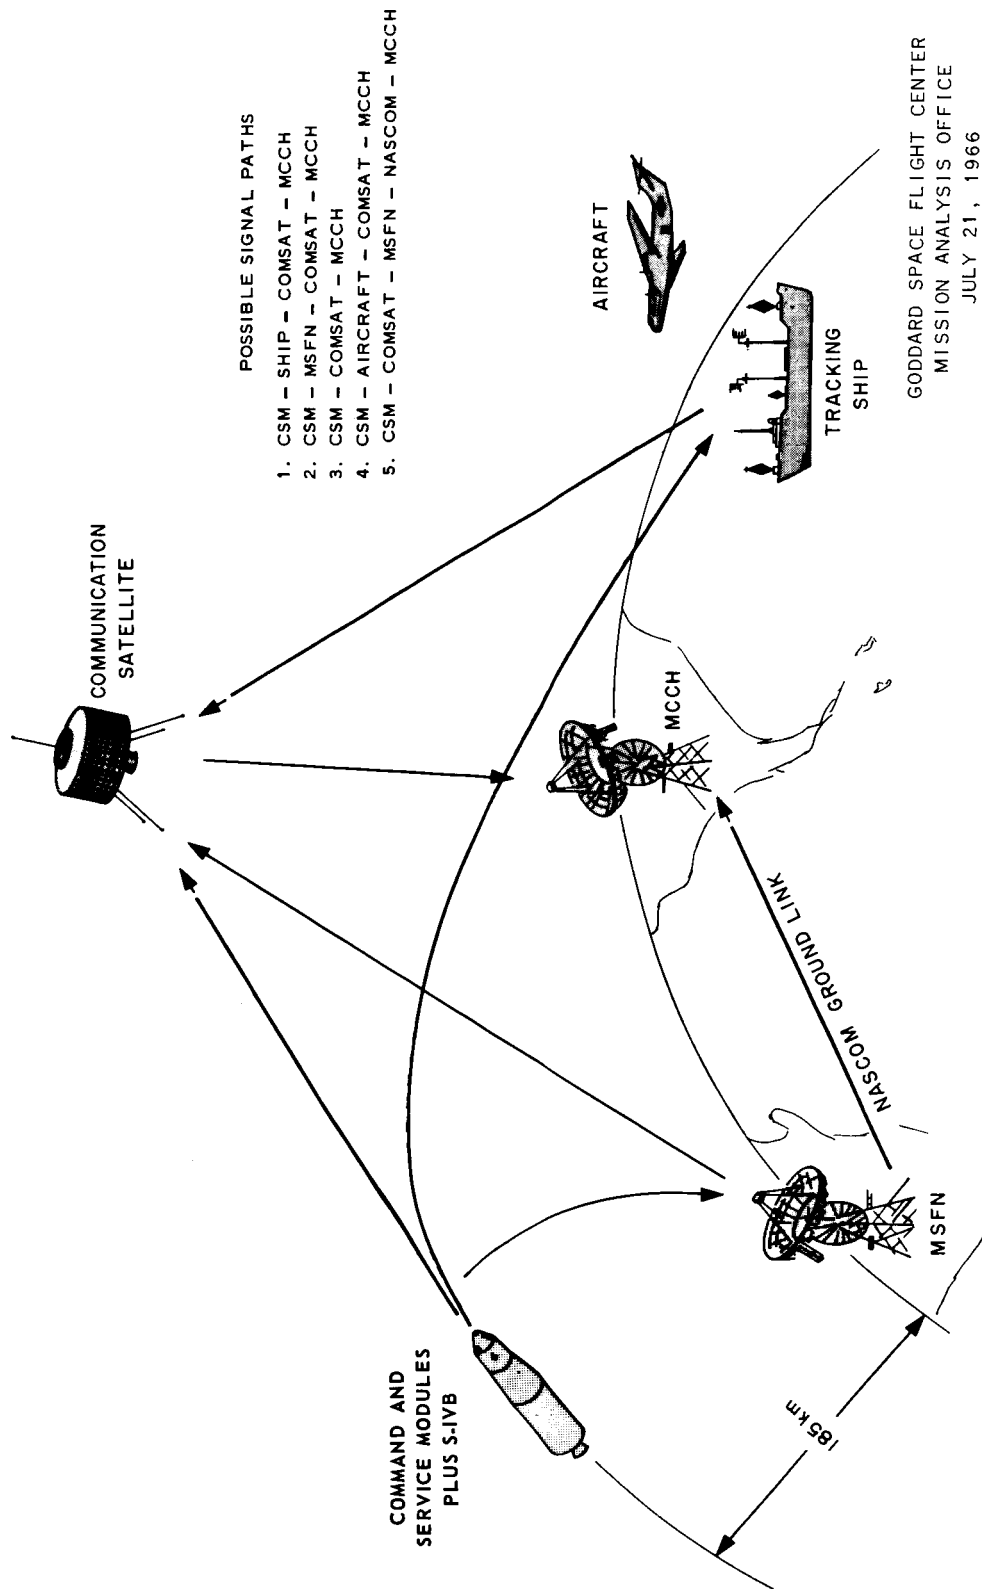 COMMUNICATION
SATELLITE
POSSIBLE SIGNAL PATHS
1. CSM – SHIP – COMSAT – MCCH
2. CSM – MSFN – COMSAT – MCCH
3. CSM – COMSAT – MCCH
4. CSM – AIRCRAFT – COMSAT – MCCH
5. CSM – COMSAT – MSFN – NASCOM – MCCH
COMMAND AND
SERVICE MODULES
PLUS S-IVB
AIRCRAFT
MCCH
TRACKING
SHIP
NASCOM GROUND LINK
MSFN
185 km
GODDARD SPACE FLIGHT CENTER
MISSION ANALYSIS OFFICE
JULY 21, 1966